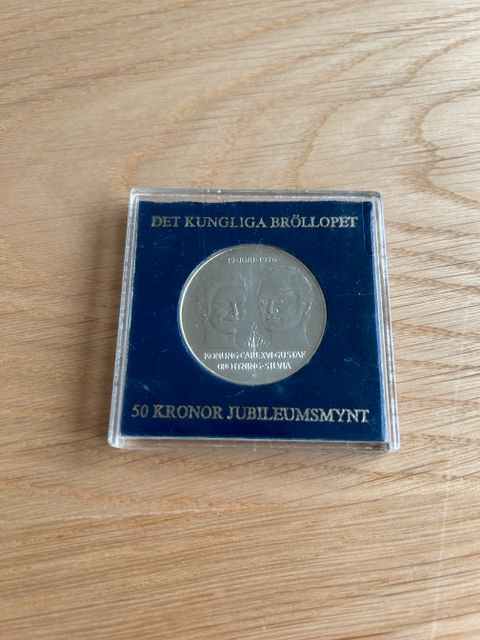 DET KUNGLIGA BRÖLLOPET
19·JUNI·1976
KONUNG·CARL XVI·GUSTAF
DROTTNING·SILVIA
50 KRONOR JUBILEUMSMYNT